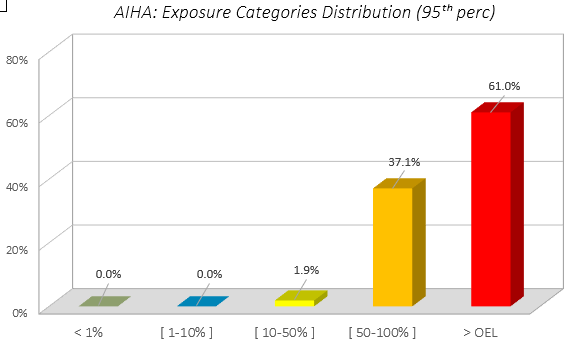 AIHA: Exposure Categories Distribution (95th perc)
80%
60%
40%
20%
0%
0.0%
0.0%
1.9%
37.1%
61.0%
< 1%
[ 1-10% ]
[ 10-50% ]
[ 50-100% ]
> OEL